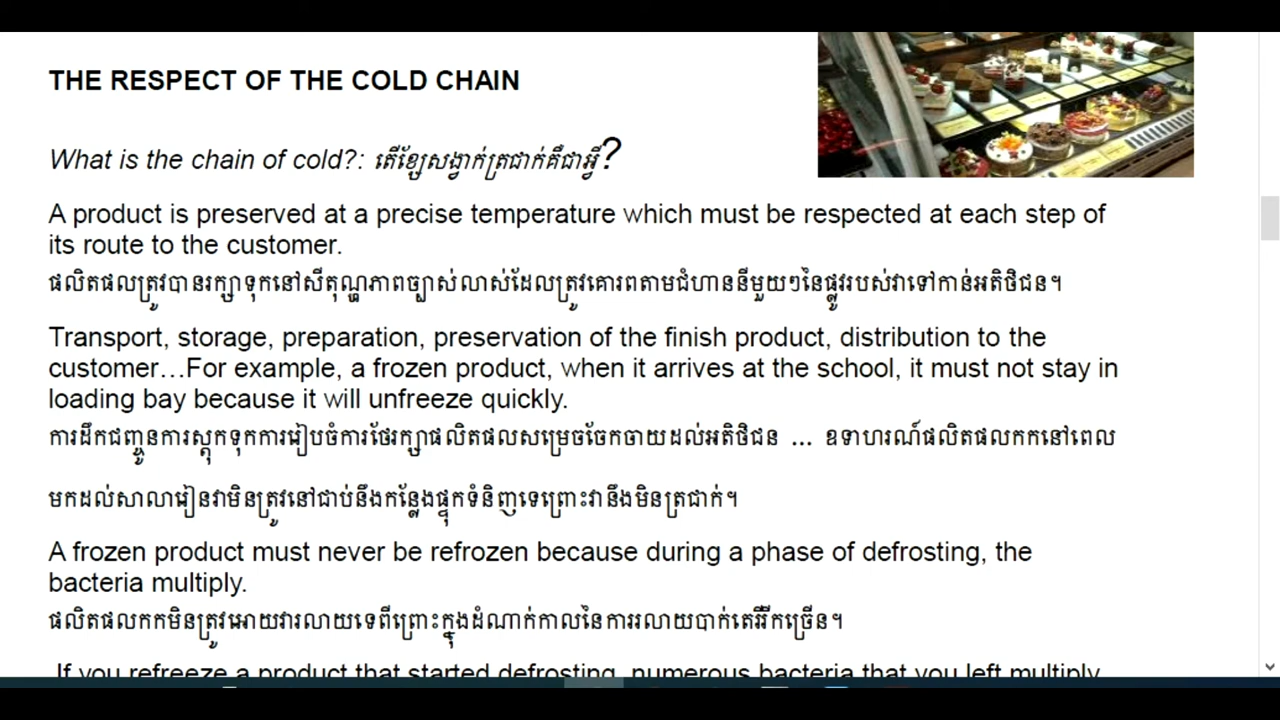 THE RESPECT OF THE COLD CHAIN
What is the chain of cold?: តើខ្សែសង្វាក់ត្រជាក់គឺជាអ្វី?
A product is preserved at a precise temperature which must be respected at each step of
its route to the customer.
ផលិតផលត្រូវបានរក្សាទុកនៅសីតុណ្ហភាពច្បាស់លាស់ដែលត្រូវគោរពតាមជំហាននីមួយៗនៃផ្លូវរបស់វាទៅកាន់អតិថិជន។
Transport, storage, preparation, preservation of the finish product, distribution to the
customer…For example, a frozen product, when it arrives at the school, it must not stay in
loading bay because it will unfreeze quickly.
ការដឹកជញ្ជូនការស្តុកទុកការរៀបចំការថែរក្សាផលិតផលសម្រេចចែកចាយដល់អតិថិជន ... ឧទាហរណ៍ផលិតផលកកនៅពេល
មកដល់សាលារៀនវាមិនត្រូវនៅជាប់នឹងកន្លែងផ្ទុកទំនិញទេព្រោះវានឹងមិនត្រជាក់។
A frozen product must never be refrozen because during a phase of defrosting, the
bacteria multiply.
ផលិតផលកកមិនត្រូវអោយវារលាយទេពីព្រោះក្នុងដំណាក់កាលនៃការរលាយបាក់តេរីរីកច្រើន។
If you refreeze a product that started defrosting, numerous bacteria that you left multiply